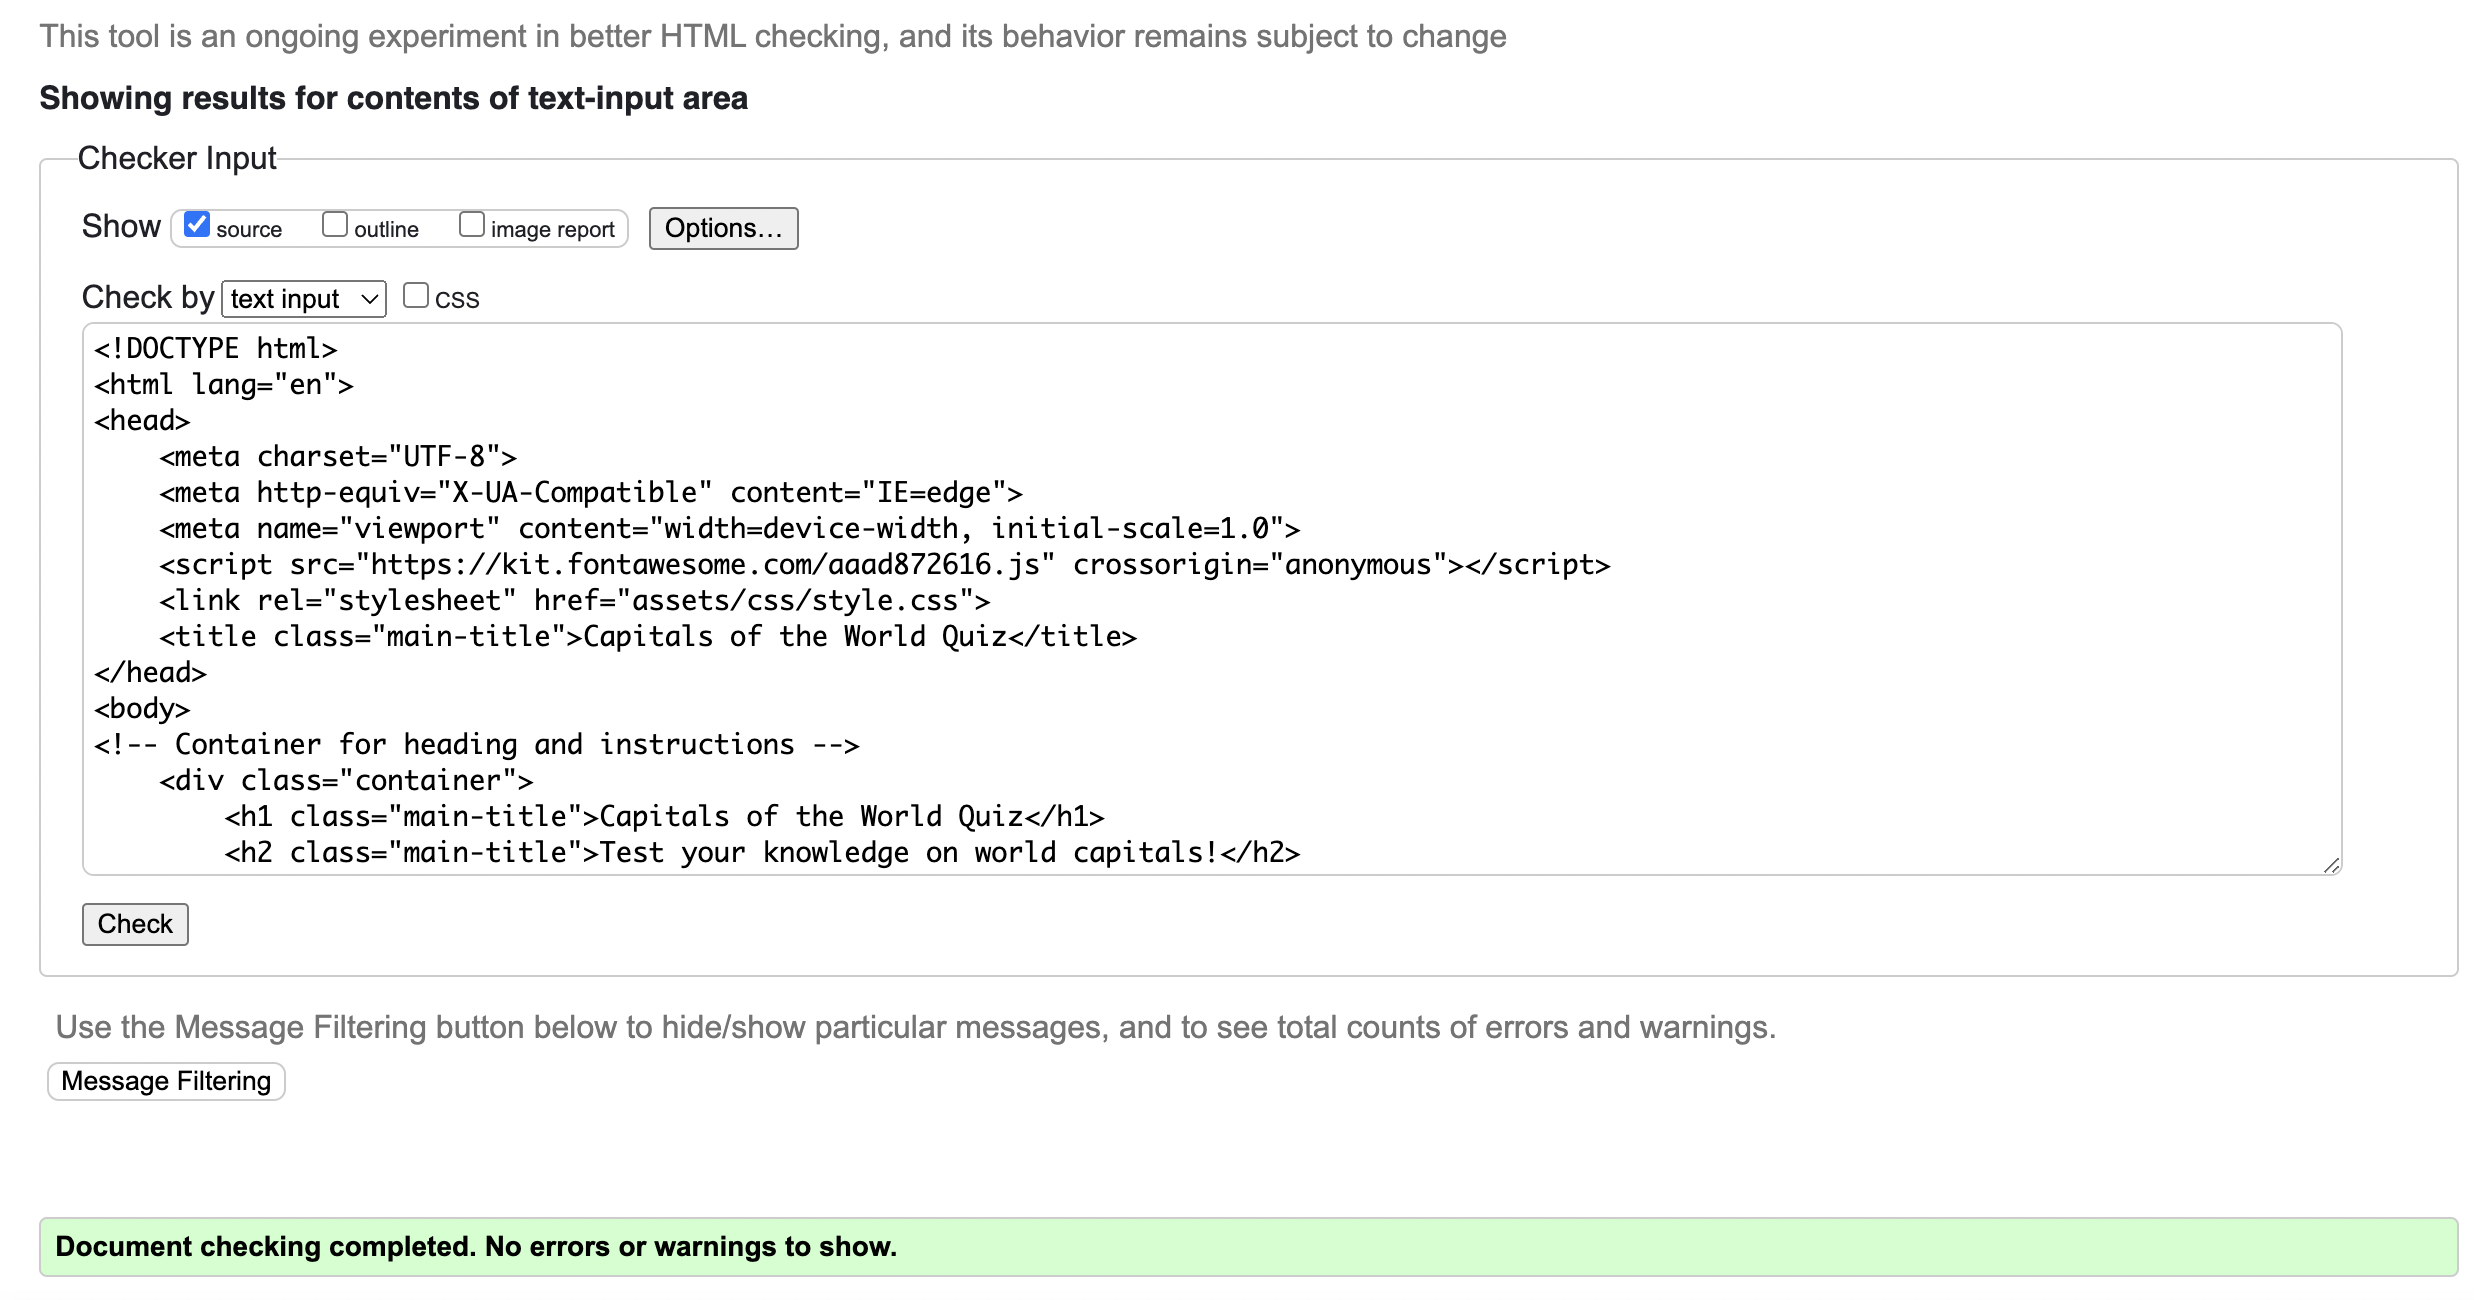 This tool is an ongoing experiment in better HTML checking, and its behavior remains subject to change
Showing results for contents of text-input area
Checker Input
Show source outline image report Options...
Check by text input css
<!DOCTYPE html>
<html lang="en">
<head>
    <meta charset="UTF-8">
    <meta http-equiv="X-UA-Compatible" content="IE=edge">
    <meta name="viewport" content="width=device-width, initial-scale=1.0">
    <script src="https://kit.fontawesome.com/aaad872616.js" crossorigin="anonymous"></script>
    <link rel="stylesheet" href="assets/css/style.css">
    <title class="main-title">Capitals of the World Quiz</title>
</head>
<body>
<!-- Container for heading and instructions -->
    <div class="container">
        <h1 class="main-title">Capitals of the World Quiz</h1>
        <h2 class="main-title">Test your knowledge on world capitals!</h2>
Check
Use the Message Filtering button below to hide/show particular messages, and to see total counts of errors and warnings.
Message Filtering
Document checking completed. No errors or warnings to show.